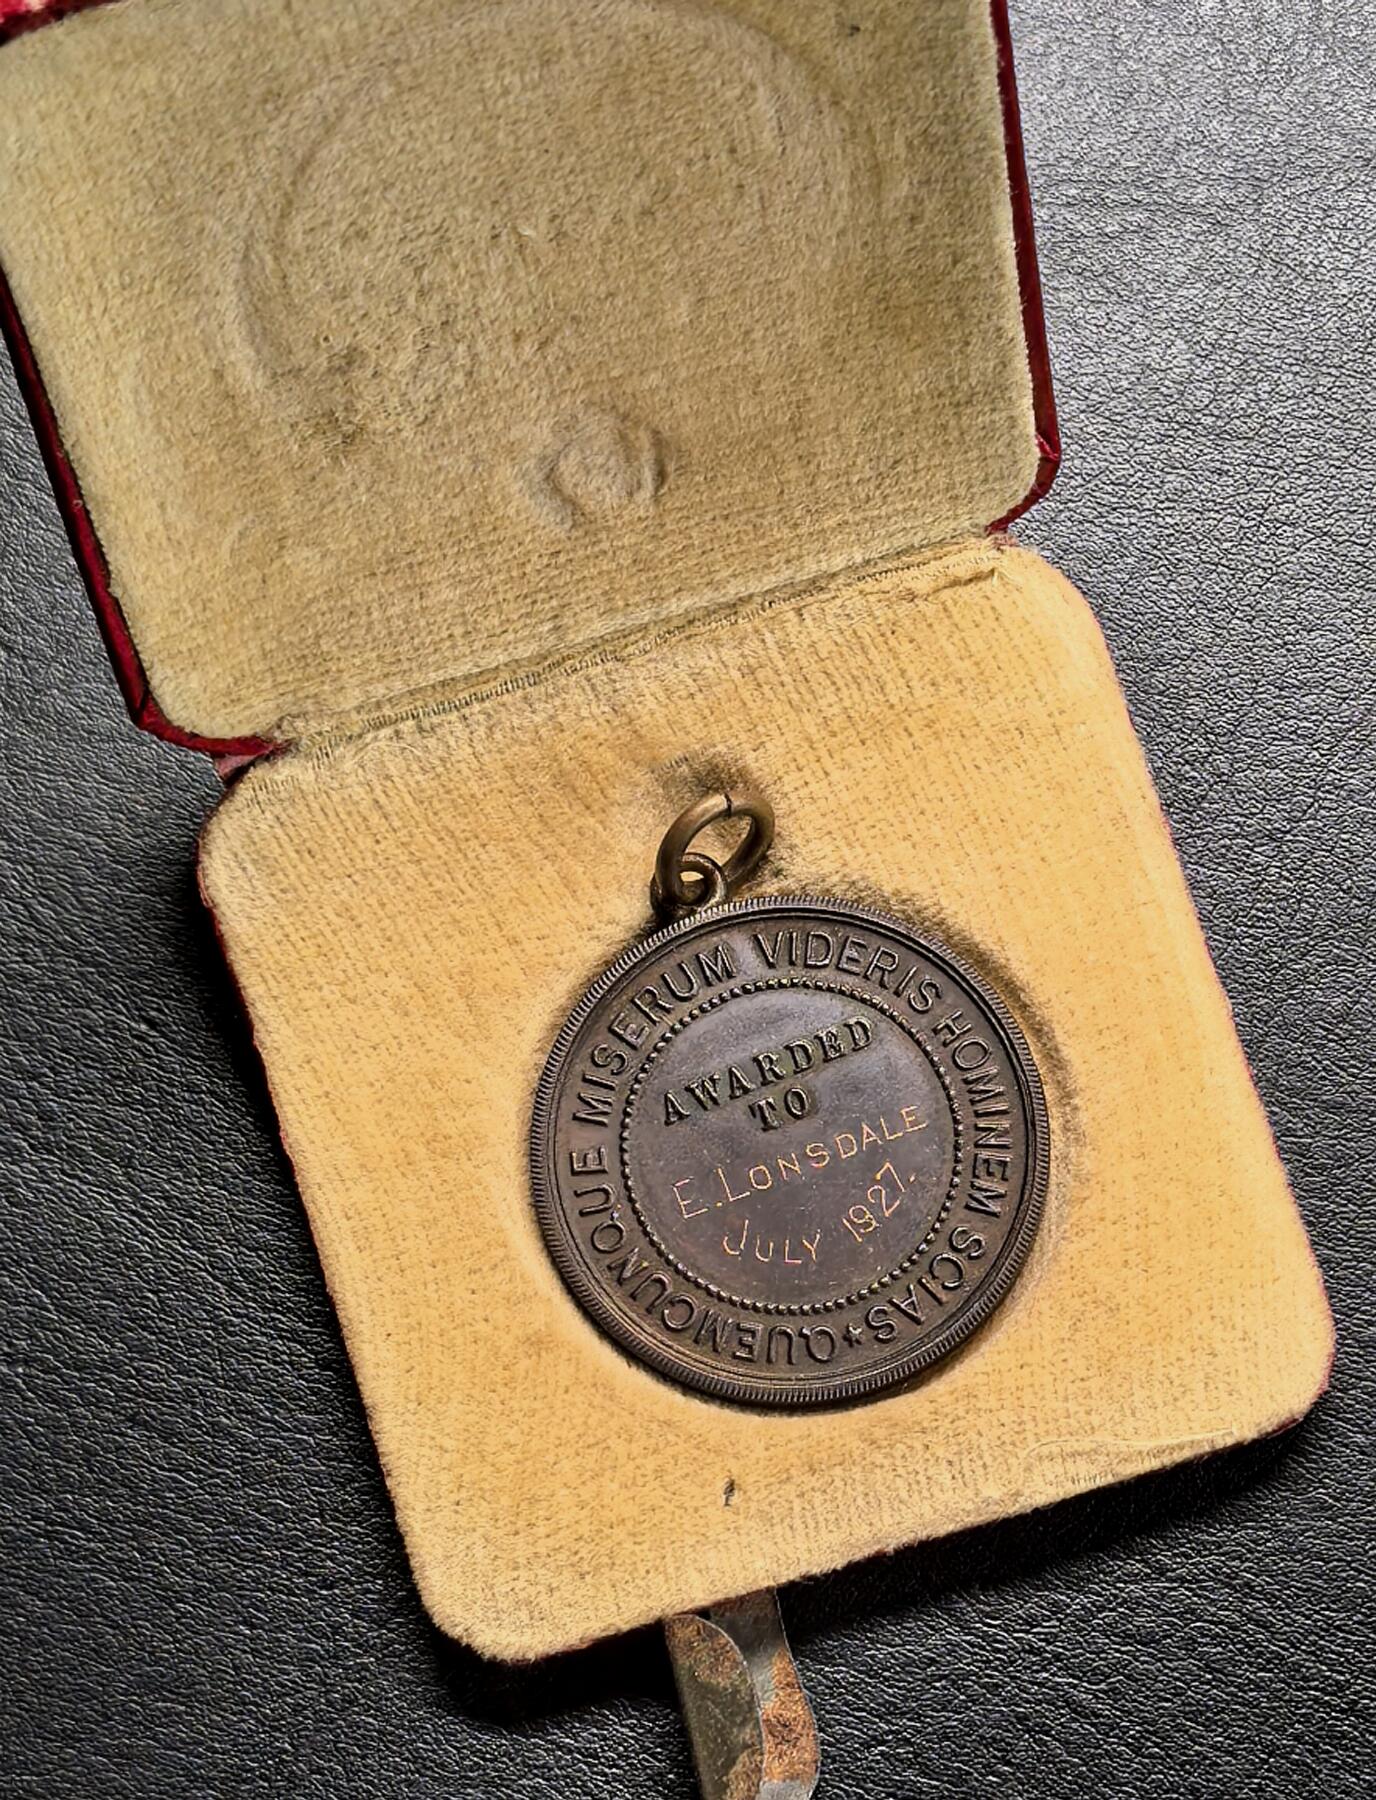 QUEMCUNQUE MISERUM VIDERIS HOMINEM SCIAS ★
AWARDED
TO
E. LONSDALE
JULY 1927.